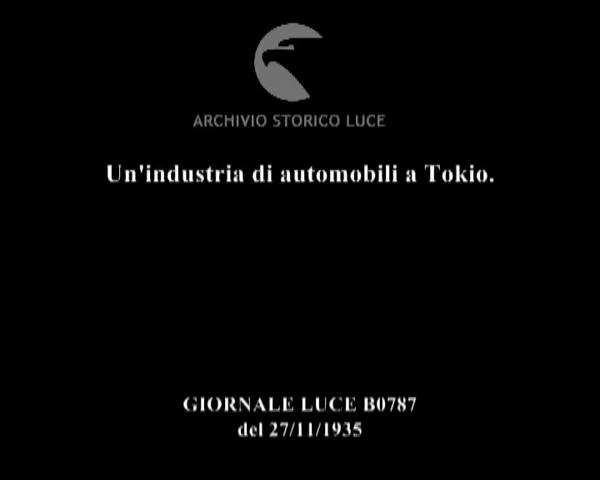 ARCHIVIO STORICO LUCE
Un'industria di automobili a Tokio.
GIORNALE LUCE B0787
del 27/11/1935